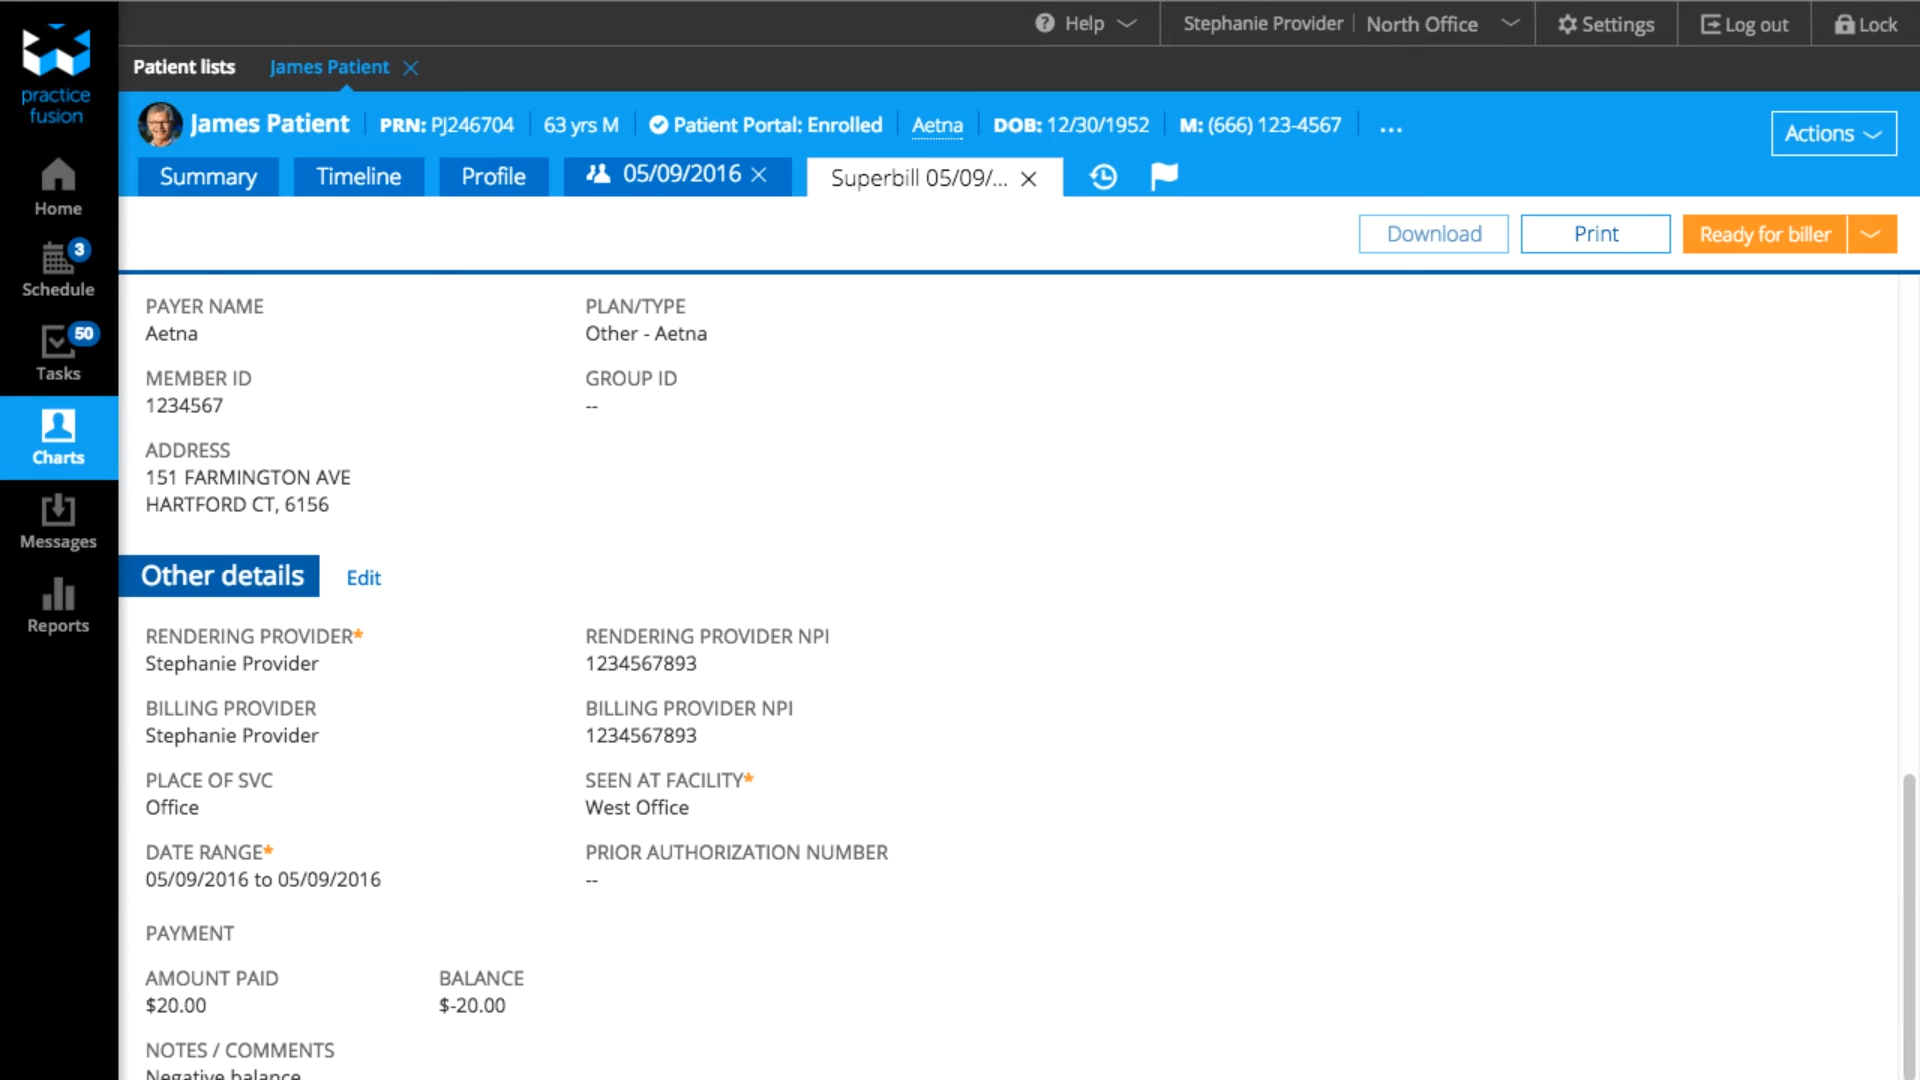 Help
Stephanie Provider
North Office
Settings
Log out
Lock
practice
fusion
Patient lists
James Patient
James Patient
PRN: PJ246704
63 yrs M
Patient Portal: Enrolled
Aetna
DOB: 12/30/1952
M: (666) 123-4567
...
Actions
Summary
Timeline
Profile
05/09/2016
Superbill 05/09/...
Home
3
Schedule
50
Tasks
Charts
Messages
Reports
Download
Print
Ready for biller
PAYER NAME
Aetna
PLAN/TYPE
Other - Aetna
MEMBER ID
1234567
GROUP ID
--
ADDRESS
151 FARMINGTON AVE
HARTFORD CT, 6156
Other details
Edit
RENDERING PROVIDER*
Stephanie Provider
RENDERING PROVIDER NPI
1234567893
BILLING PROVIDER
Stephanie Provider
BILLING PROVIDER NPI
1234567893
PLACE OF SVC
Office
SEEN AT FACILITY*
West Office
DATE RANGE*
05/09/2016 to 05/09/2016
PRIOR AUTHORIZATION NUMBER
--
PAYMENT
AMOUNT PAID
$20.00
BALANCE
$-20.00
NOTES / COMMENTS
Negative balance